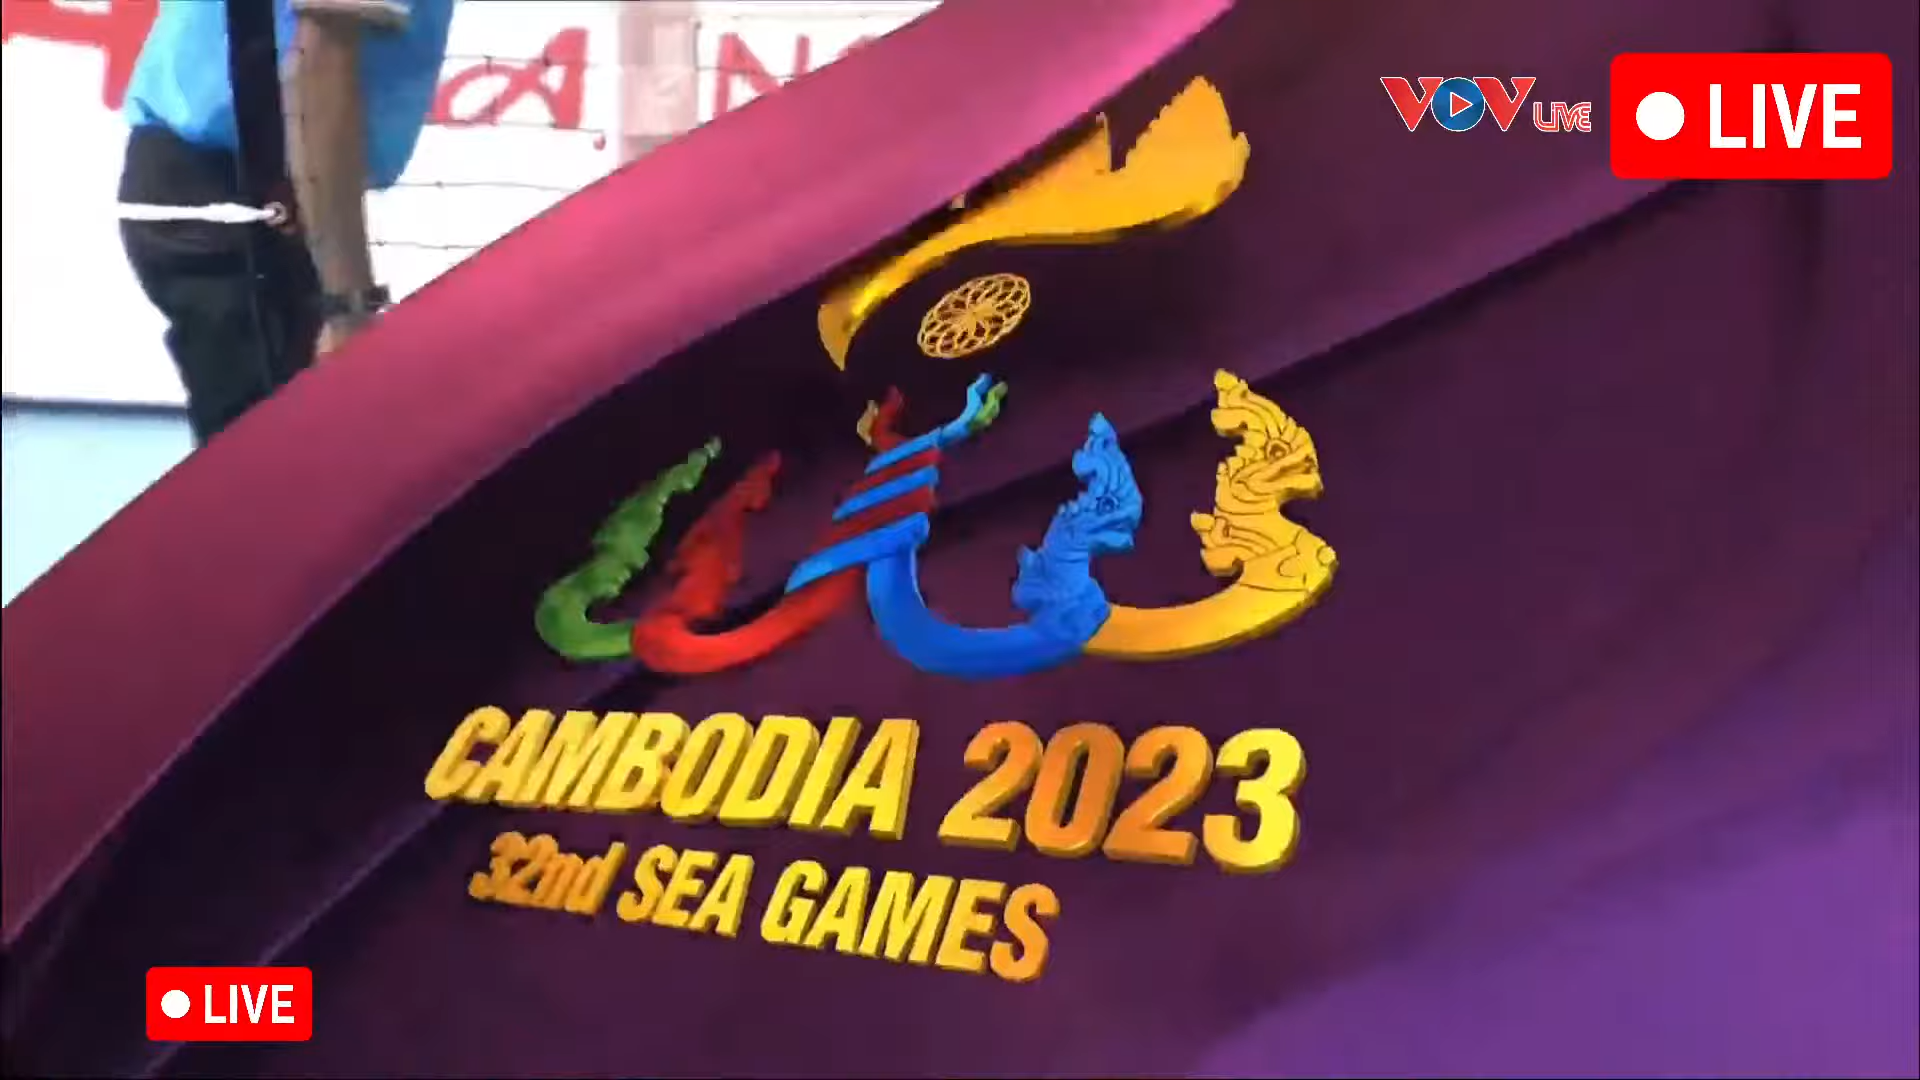 VOV LIVE
LIVE
CAMBODIA 2023
32nd SEA GAMES
LIVE